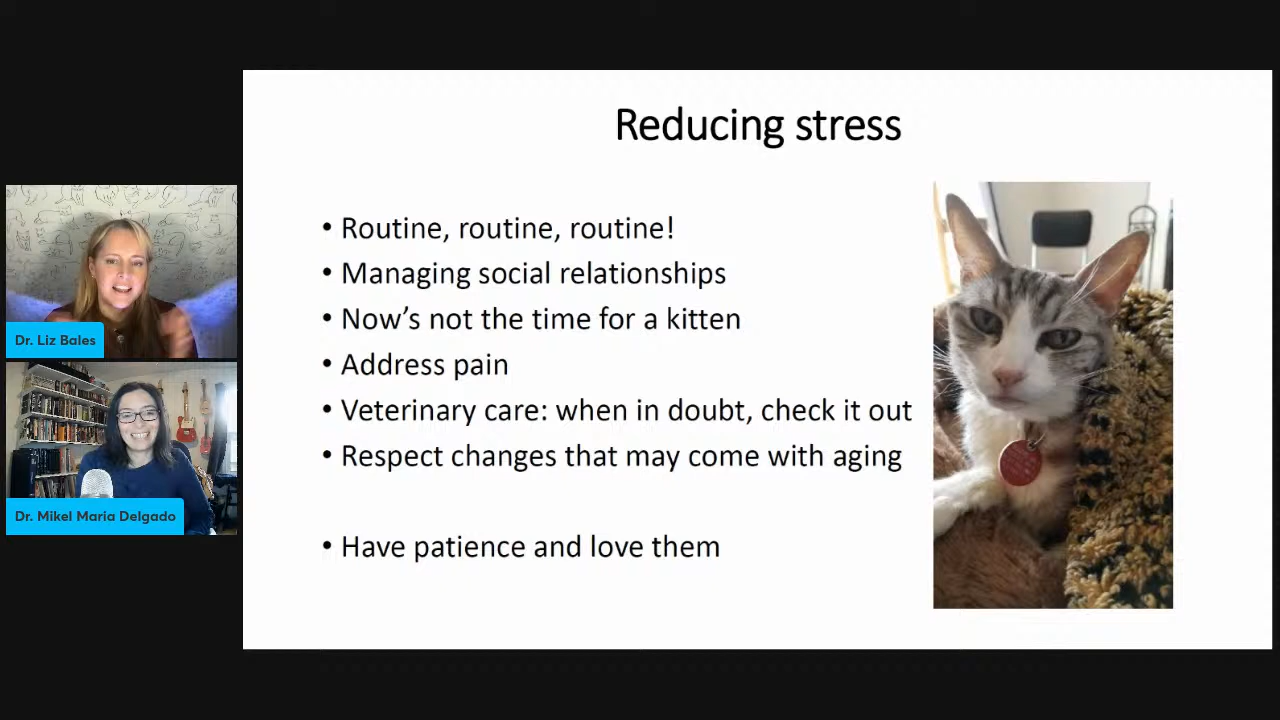 Reducing stress
• Routine, routine, routine!
• Managing social relationships
• Now’s not the time for a kitten
• Address pain
• Veterinary care: when in doubt, check it out
• Respect changes that may come with aging
• Have patience and love them
Dr. Liz Bales
Dr. Mikel Maria Delgado